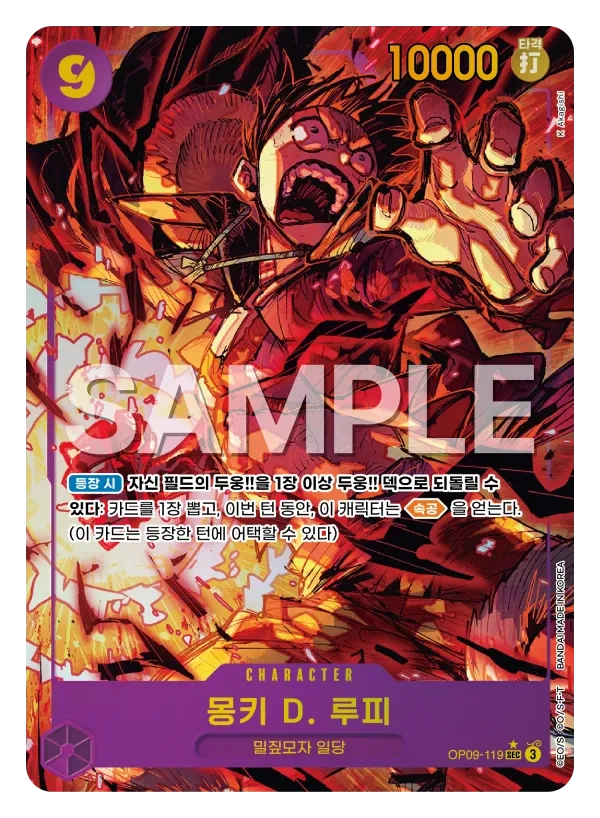 9
10000
타격
打
K Akagishi
SAMPLE
등장 시 자신 필드의 두웅!!을 1장 이상 두웅!! 덱으로 되돌릴 수
있다: 카드를 1장 뽑고, 이번 턴 동안, 이 캐릭터는 속공 을 얻는다.
(이 카드는 등장한 턴에 어택할 수 있다)
CHARACTER
몽키 D. 루피
밀짚모자 일당
OP09-119 SEC 3
©EO/S, ©O/S·F·T BANDAI MADE IN KOREA